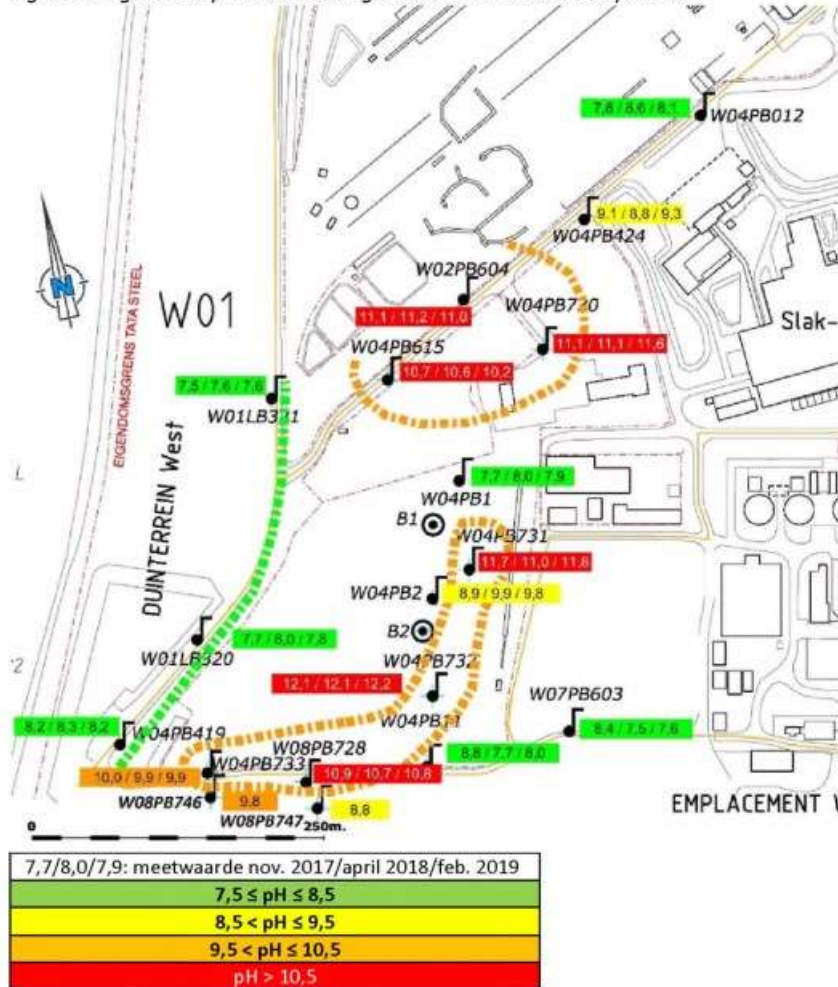 7,8 / 8,6 / 8,1
W04PB012
9.1 / 8,8 / 9,3
W04PB424
W02PB604
W04PB720
11,1 / 11,2 / 11,0
W04PB615
11,1 / 11,1 / 11,6
Slak-
10,7 / 10,6 / 10,2
N
EIGENDOMSGRENS TATA STEEL
W01
7,5 / 7,6 / 7,6
W01LB321
7,7 / 8,0 / 7,9
W04PB1
B1
W04PB731
11,7 / 11,0 / 11,8
DUINTERREIN West
W04PB2
8,9 / 9,9 / 9,8
B2
7,7 / 8,0 / 7,8
W01LB320
W04PB732
12,1 / 12,1 / 12,2
W04PB11
W07PB603
8,2 / 8,3 / 8,2
W04PB419
8,4 / 7,5 / 7,6
W08PB728
8,8 / 7,7 / 8,0
W04PB733
10,0 / 9,9 / 9,9
10,9 / 10,7 / 10,8
W08PB746
9.8
8,8
W08PB747
EMPLACEMENT
0
250m.
7,7/8,0/7,9: meetwaarde nov. 2017/april 2018/feb. 2019
7,5 ≤ pH ≤ 8,5
8,5 < pH ≤ 9,5
9,5 < pH ≤ 10,5
pH > 10,5